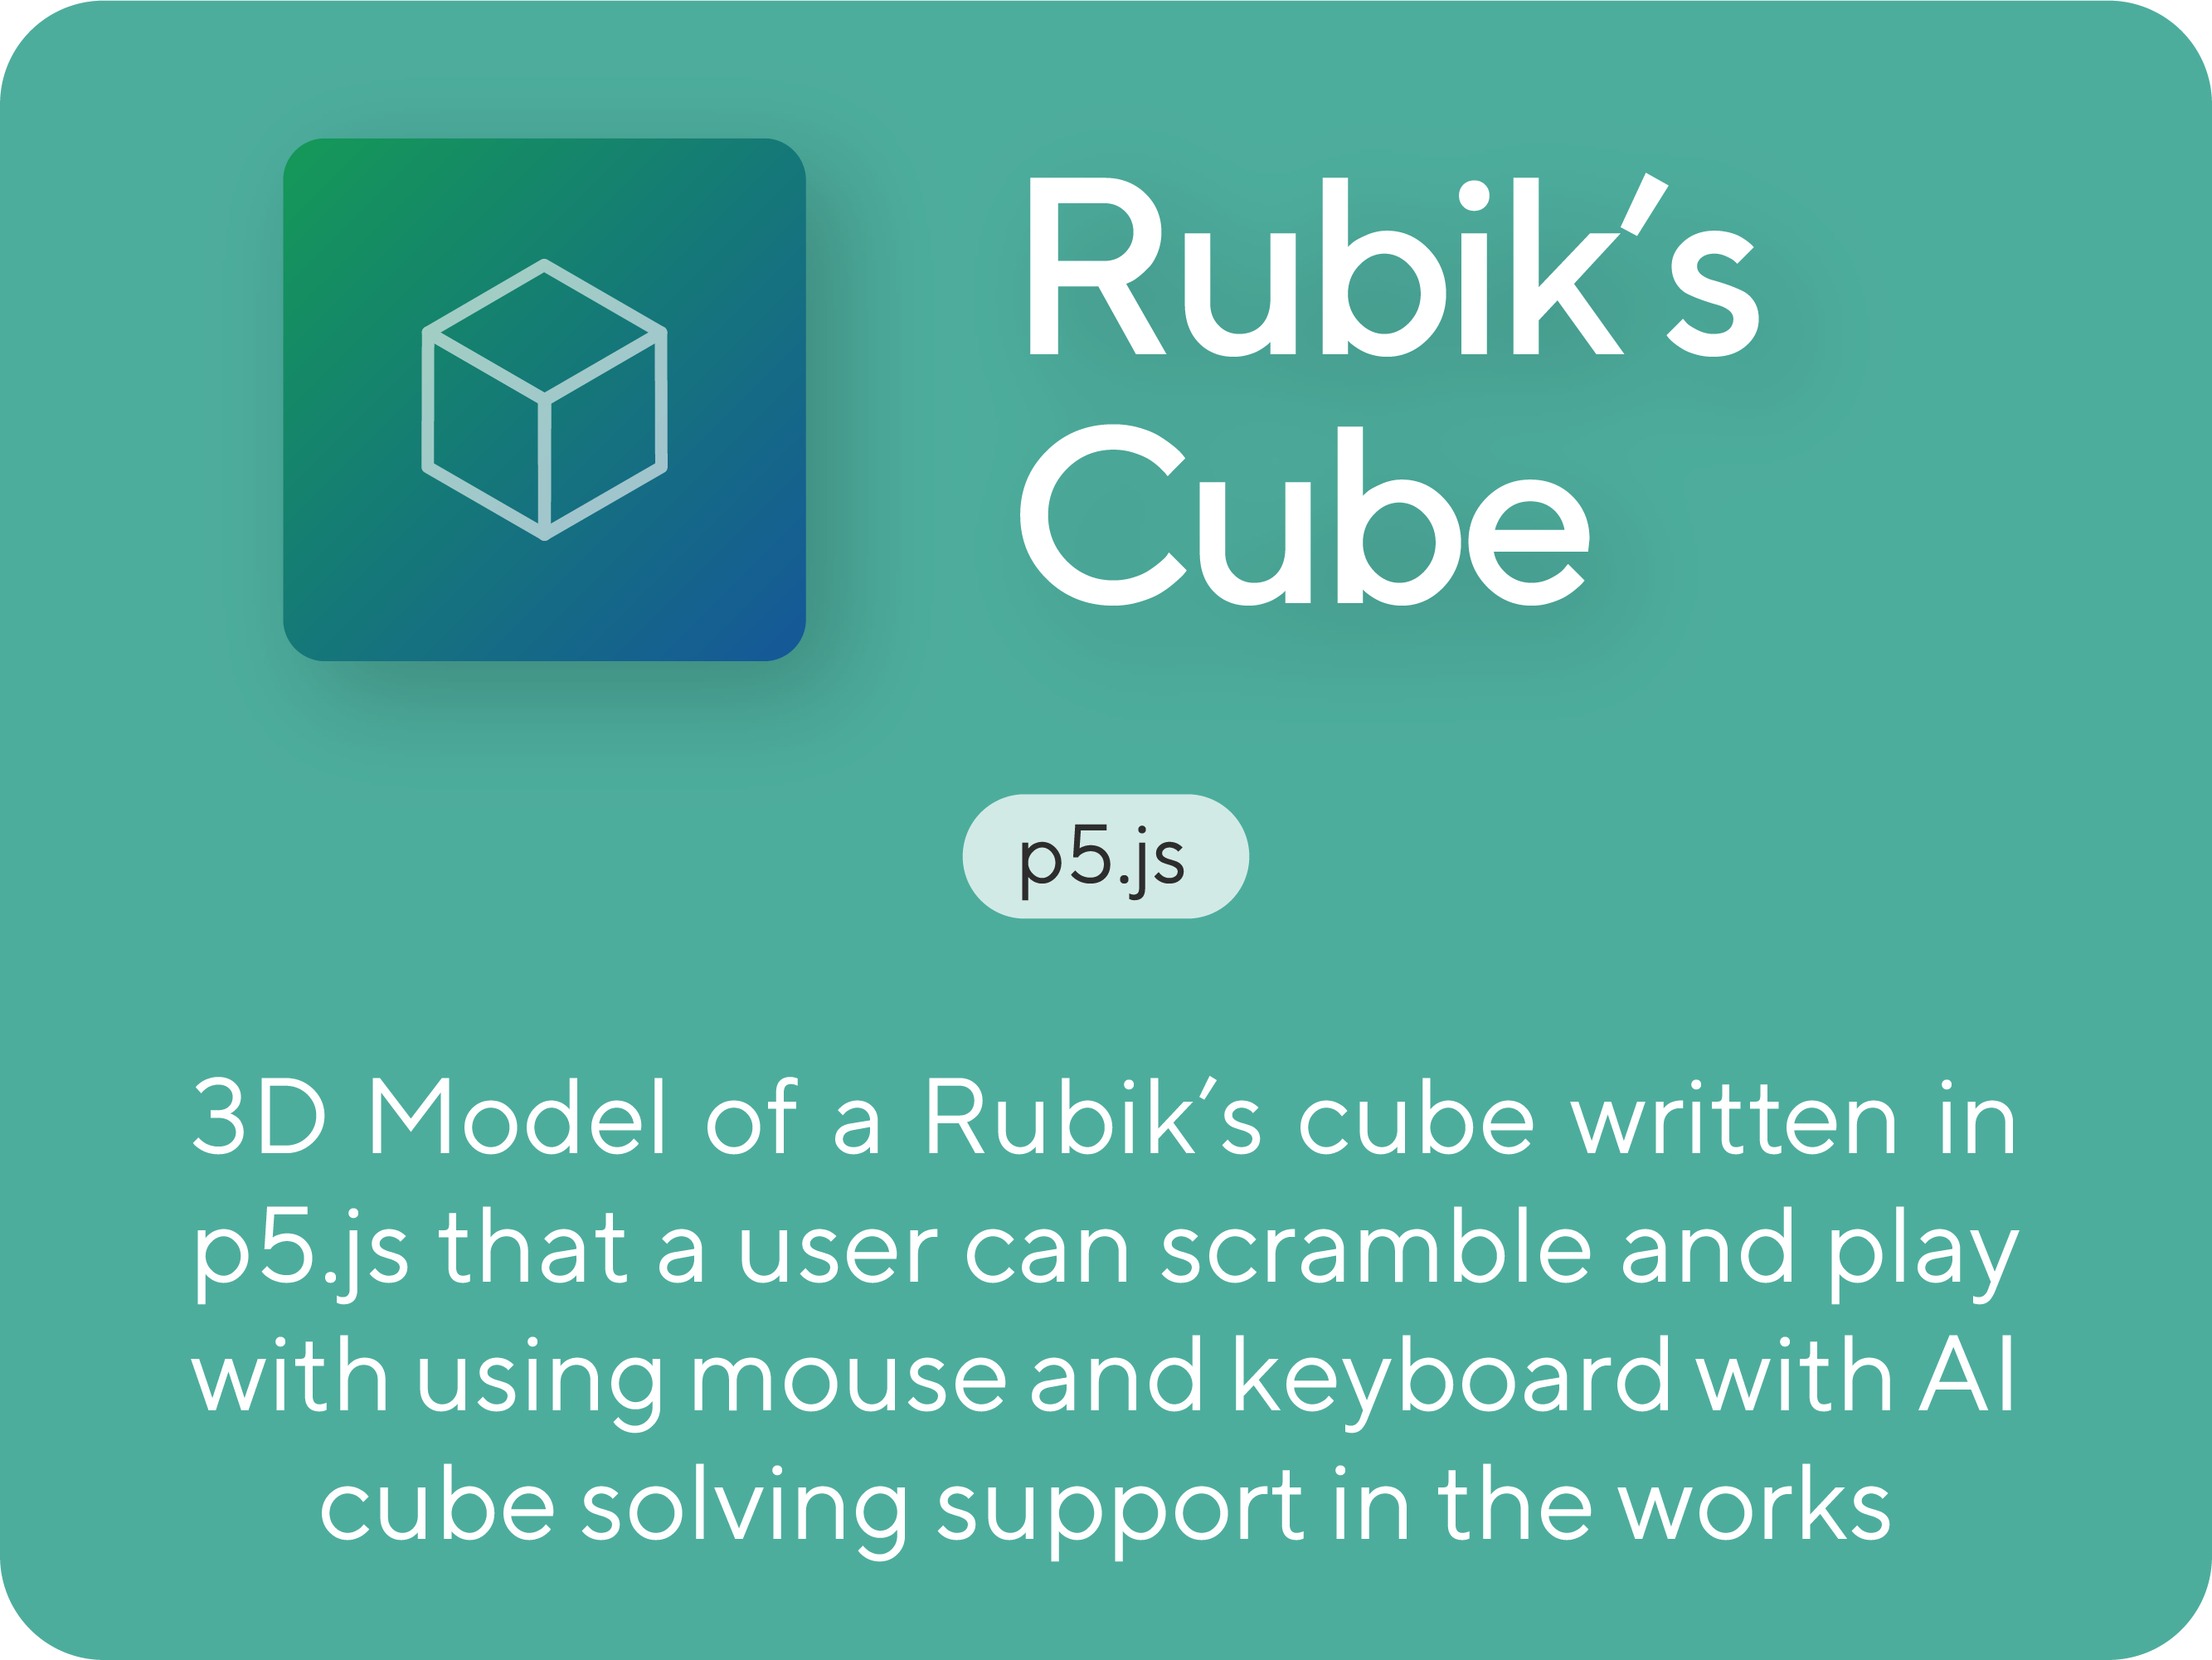 Rubik's
Cube
p5.js
3D Model of a Rubik's cube written in
p5.js that a user can scramble and play
with using mouse and keyboard with AI
cube solving support in the works